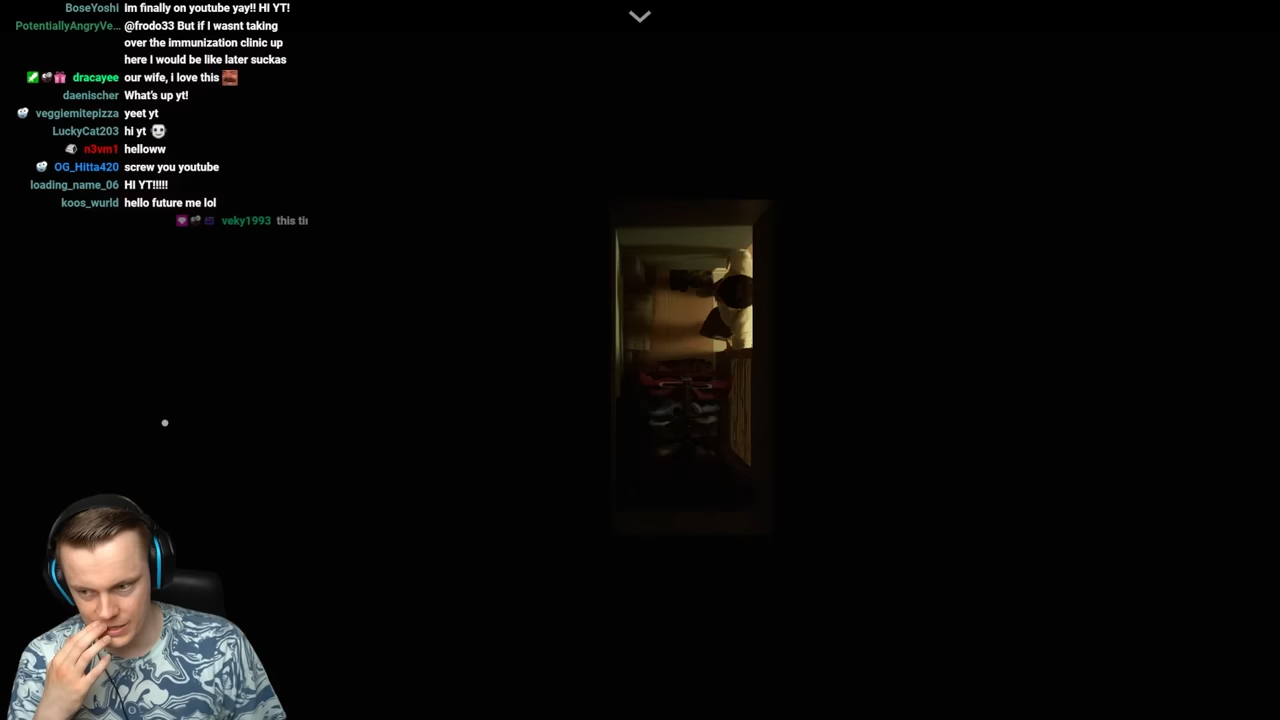 BoseYoshi Im finally on youtube yay!! HI YT!
PotentiallyAngryVe... @frodo33 But if I wasnt taking
over the immunization clinic up
here I would be like later suckas
dracayee our wife, i love this
daenischer What's up yt!
veggiemitepizza yeet yt
LuckyCat203 hi yt
n3vm1 helloww
OG_Hitta420 screw you youtube
loading_name_06 HI YT!!!!!
koos_wurld hello future me lol
veky1993 this